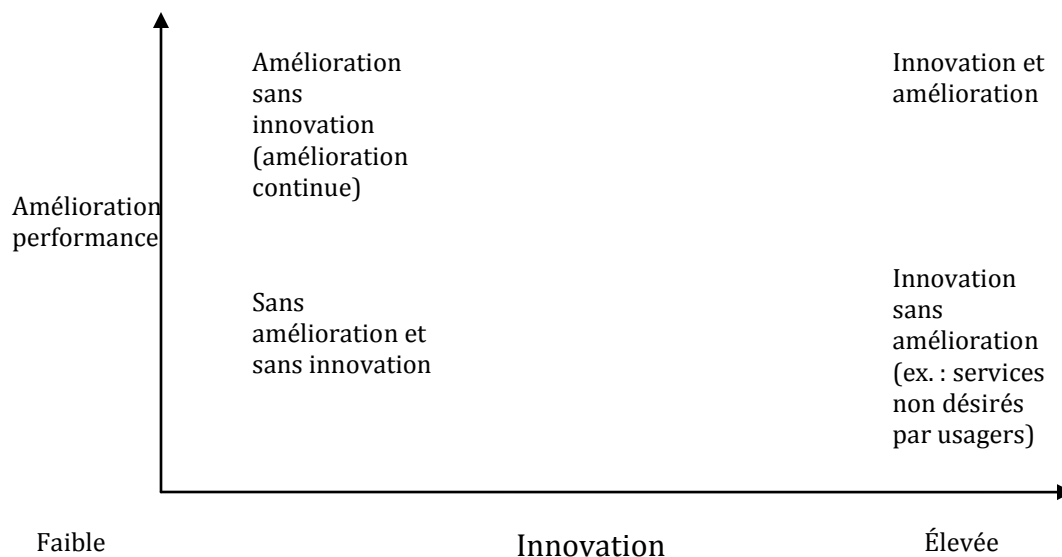 Amélioration
sans
innovation
(amélioration
continue)
Innovation et
amélioration
Amélioration
performance
Sans
amélioration et
sans innovation
Innovation
sans
amélioration
(ex. : services
non désirés
par usagers)
Faible
Innovation
Élevée